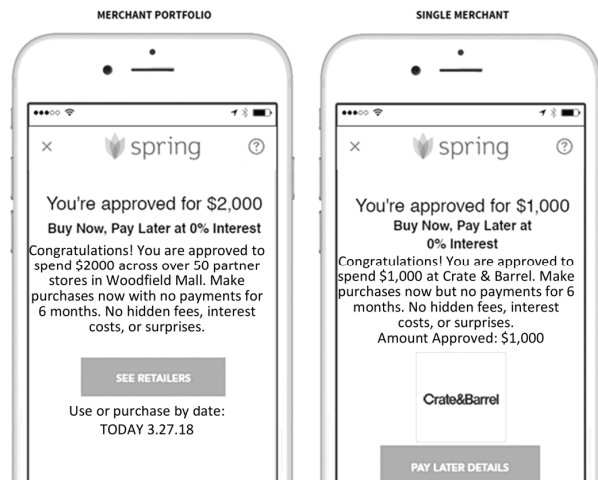 MERCHANT PORTFOLIO
spring
You're approved for $2,000
Buy Now, Pay Later at 0% Interest
Congratulations! You are approved to
spend $2000 across over 50 partner
stores in Woodfield Mall. Make
purchases now with no payments for
6 months. No hidden fees, interest
costs, or surprises.
SEE RETAILERS
Use or purchase by date:
TODAY 3.27.18
SINGLE MERCHANT
spring
You're approved for $1,000
Buy Now, Pay Later at
0% Interest
Congratulations! You are approved to
spend $1,000 at Crate & Barrel. Make
purchases now but no payments for 6
months. No hidden fees, interest
costs, or surprises.
Amount Approved: $1,000
Crate&Barrel
PAY LATER DETAILS